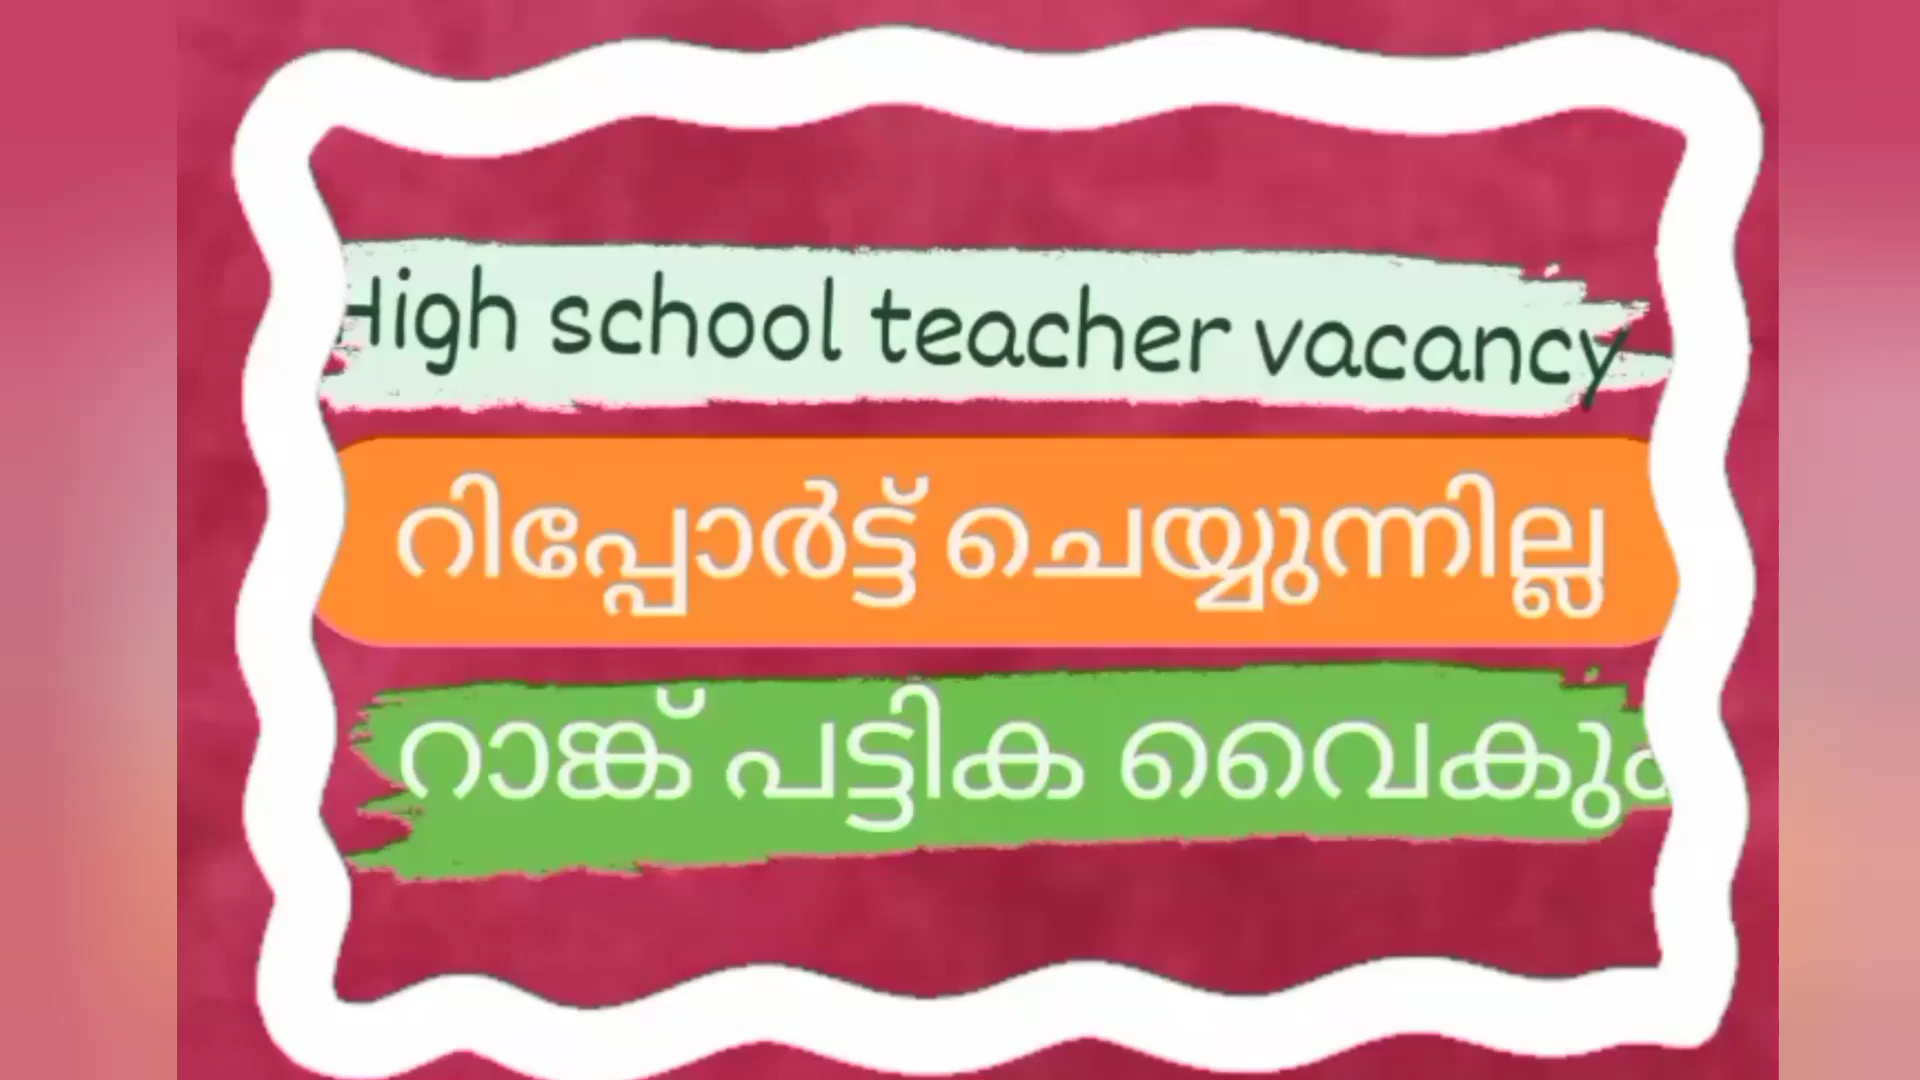 High school teacher vacancy
റിപ്പോർട്ട് ചെയ്യുന്നില്ല
റാങ്ക് പട്ടിക വൈകും